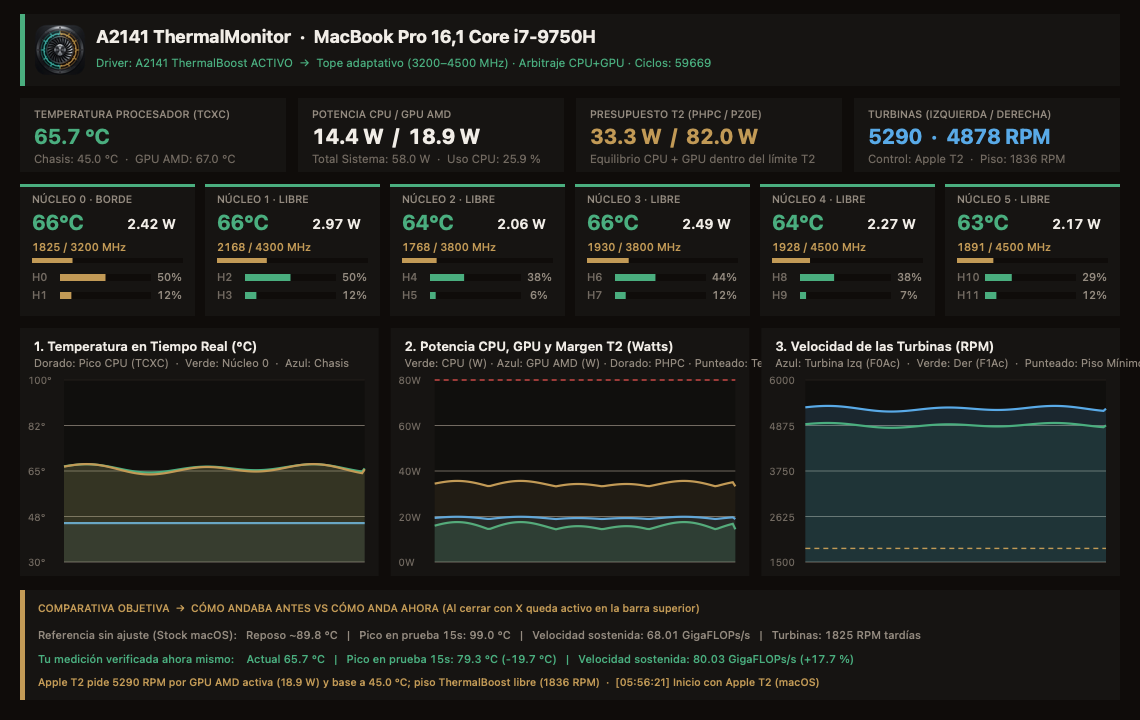 A2141 ThermalMonitor · MacBook Pro 16,1 Core i7-9750H
Driver: A2141 ThermalBoost ACTIVO → Tope adaptativo (3200–4500 MHz) · Arbitraje CPU+GPU · Ciclos: 59669
TEMPERATURA PROCESADOR (TCXC)
65.7 °C
Chasis: 45.0 °C · GPU AMD: 67.0 °C
POTENCIA CPU / GPU AMD
14.4 W / 18.9 W
Total Sistema: 58.0 W · Uso CPU: 25.9 %
PRESUPUESTO T2 (PHPC / PZ0E)
33.3 W / 82.0 W
Equilibrio CPU + GPU dentro del límite T2
TURBINAS (IZQUIERDA / DERECHA)
5290 · 4878 RPM
Control: Apple T2 · Piso: 1836 RPM
NÚCLEO 0 · BORDE
66°C 2.42 W
1825 / 3200 MHz
H0 50%
H1 12%
NÚCLEO 1 · LIBRE
66°C 2.97 W
2168 / 4300 MHz
H2 50%
H3 12%
NÚCLEO 2 · LIBRE
64°C 2.06 W
1768 / 3800 MHz
H4 38%
H5 6%
NÚCLEO 3 · LIBRE
66°C 2.49 W
1930 / 3800 MHz
H6 44%
H7 12%
NÚCLEO 4 · LIBRE
64°C 2.27 W
1928 / 4500 MHz
H8 38%
H9 7%
NÚCLEO 5 · LIBRE
63°C 2.17 W
1891 / 4500 MHz
H10 29%
H11 12%
1. Temperatura en Tiempo Real (°C)
Dorado: Pico CPU (TCXC) · Verde: Núcleo 0 · Azul: Chasis
100°
82°
65°
48°
30°
2. Potencia CPU, GPU y Margen T2 (Watts)
Verde: CPU (W) · Azul: GPU AMD (W) · Dorado: PHPC · Punteado: Te
80W
60W
40W
20W
0W
3. Velocidad de las Turbinas (RPM)
Azul: Turbina Izq (F0Ac) · Verde: Der (F1Ac) · Punteado: Piso Mínimo
6000
4875
3750
2625
1500
COMPARATIVA OBJETIVA → CÓMO ANDABA ANTES VS CÓMO ANDA AHORA (Al cerrar con X queda activo en la barra superior)
Referencia sin ajuste (Stock macOS): Reposo ~89.8 °C | Pico en prueba 15s: 99.0 °C | Velocidad sostenida: 68.01 GigaFLOPs/s | Turbinas: 1825 RPM tardías
Tu medición verificada ahora mismo: Actual 65.7 °C | Pico en prueba 15s: 79.3 °C (-19.7 °C) | Velocidad sostenida: 80.03 GigaFLOPs/s (+17.7 %)
Apple T2 pide 5290 RPM por GPU AMD activa (18.9 W) y base a 45.0 °C; piso ThermalBoost libre (1836 RPM) · [05:56:21] Inicio con Apple T2 (macOS)